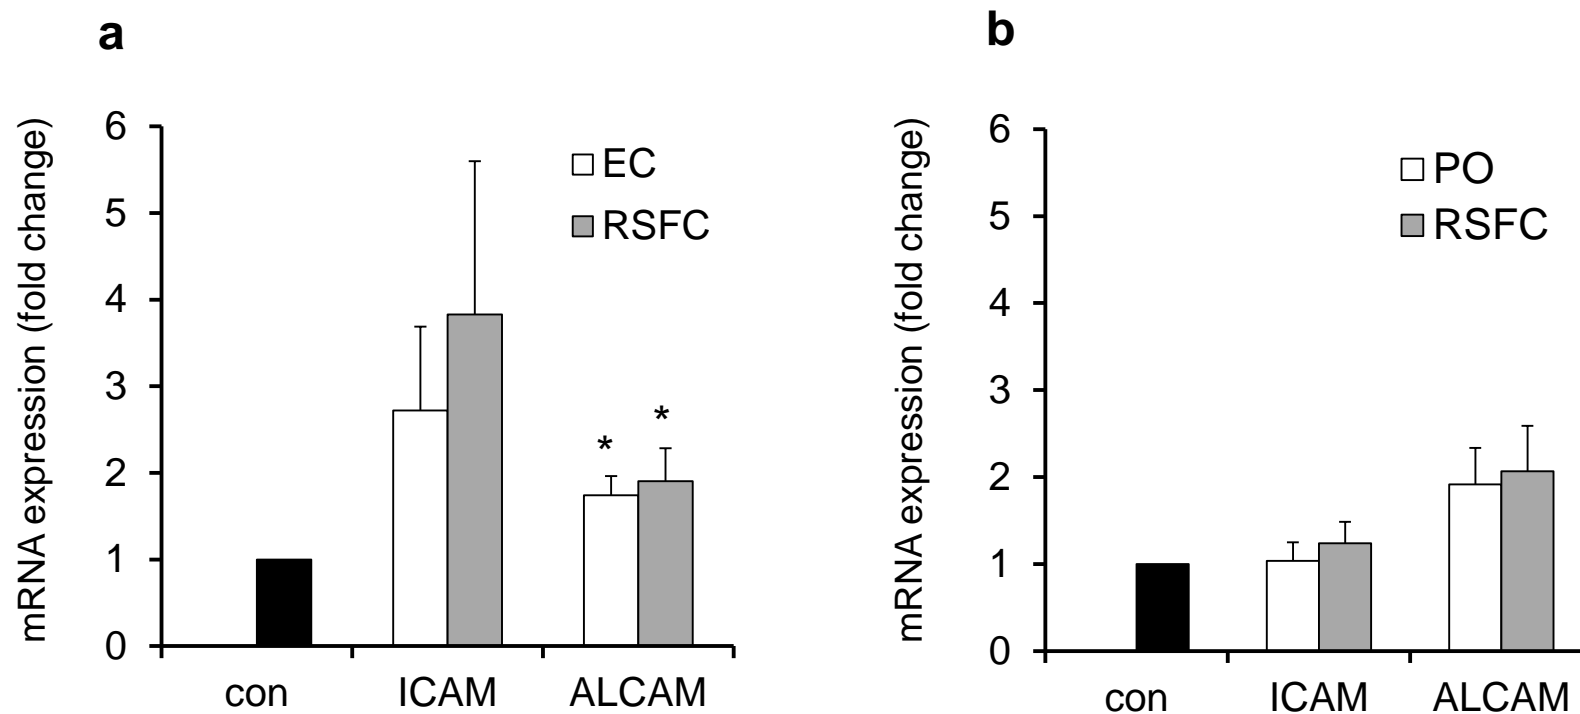 a
mRNA expression (fold change)
6
5
4
3
2
1
0
EC
RSFC
*
*
con
ICAM
ALCAM
b
mRNA expression (fold change)
6
5
4
3
2
1
0
PO
RSFC
con
ICAM
ALCAM